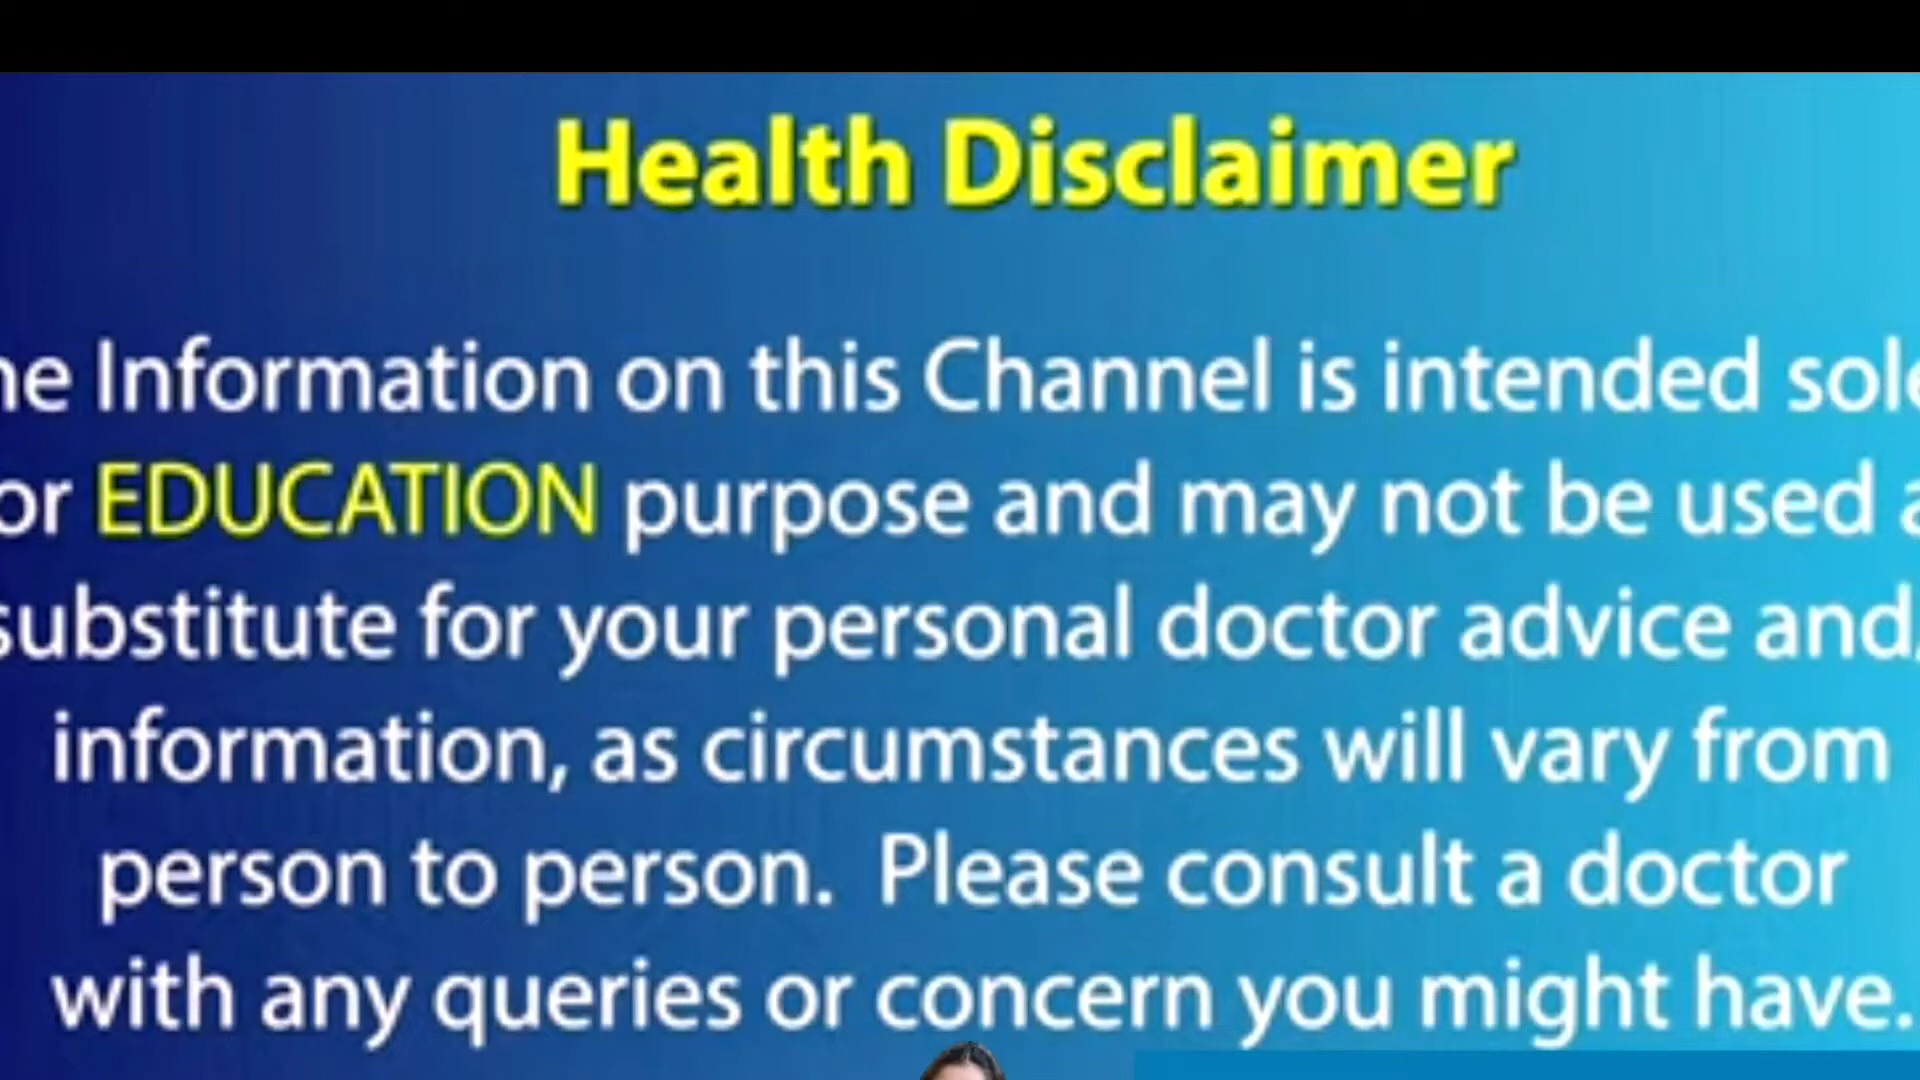 Health Disclaimer
he Information on this Channel is intended sole
or EDUCATION purpose and may not be used a
substitute for your personal doctor advice and/
information, as circumstances will vary from
person to person. Please consult a doctor
with any queries or concern you might have.